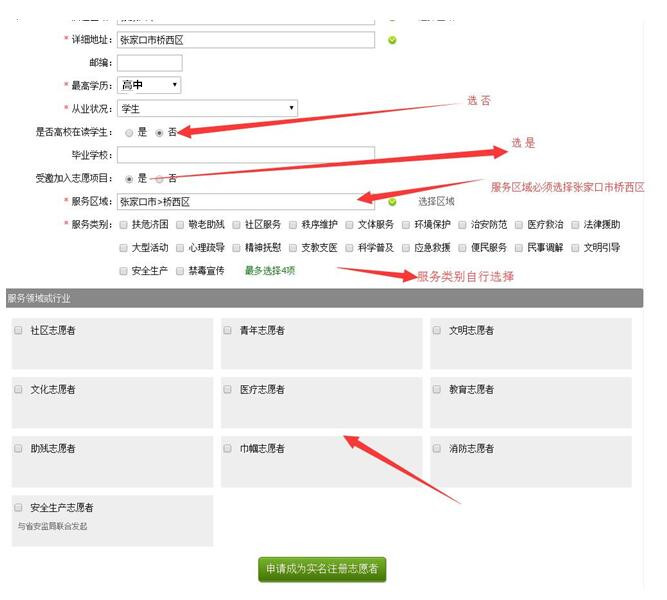 * 详细地址： 张家口市桥西区
邮编：
* 最高学历： 高中
* 从业状况： 学生
选 否
是否高校在读学生： 是 否
选 是
毕业学校：
受邀加入志愿项目： 是 否
服务区域必须选择张家口市桥西区
* 服务区域： 张家口市>桥西区 选择区域
* 服务类别： 扶危济困 敬老助残 社区服务 秩序维护 文体服务 环境保护 治安防范 医疗救治 法律援助
大型活动 心理疏导 精神抚慰 支教支医 科学普及 应急救援 便民服务 民事调解 文明引导
安全生产 禁毒宣传 最多选择4项
服务类别自行选择
服务领域或行业
社区志愿者 青年志愿者 文明志愿者
文化志愿者 医疗志愿者 教育志愿者
助残志愿者 巾帼志愿者 消防志愿者
安全生产志愿者
与省安监局联合发起
申请成为实名注册志愿者